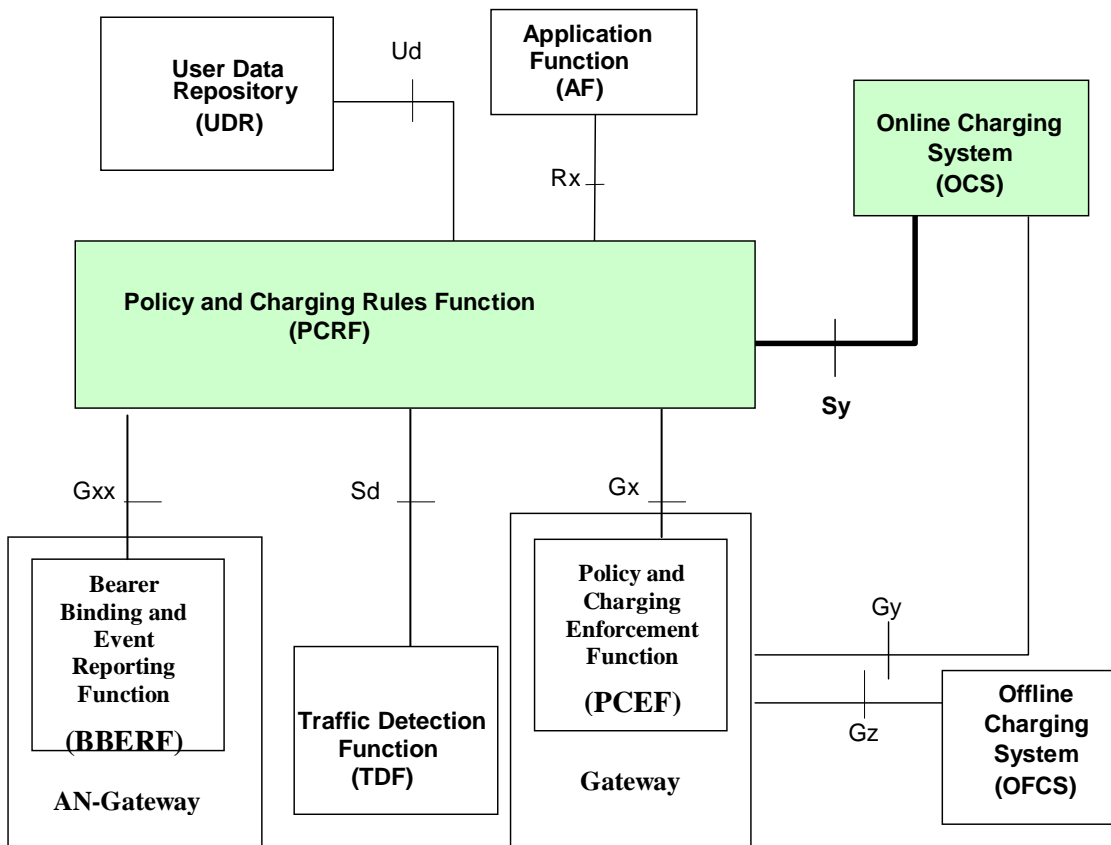 User Data
Repository
(UDR)
Ud
Application
Function
(AF)
Rx
Online Charging
System
(OCS)
Policy and Charging Rules Function
(PCRF)
Sy
Gxx
Sd
Gx
Bearer
Binding and
Event
Reporting
Function
(BBERF)
AN-Gateway
Traffic Detection
Function
(TDF)
Policy and
Charging
Enforcement
Function
(PCEF)
Gateway
Gy
Gz
Offline
Charging
System
(OFCS)